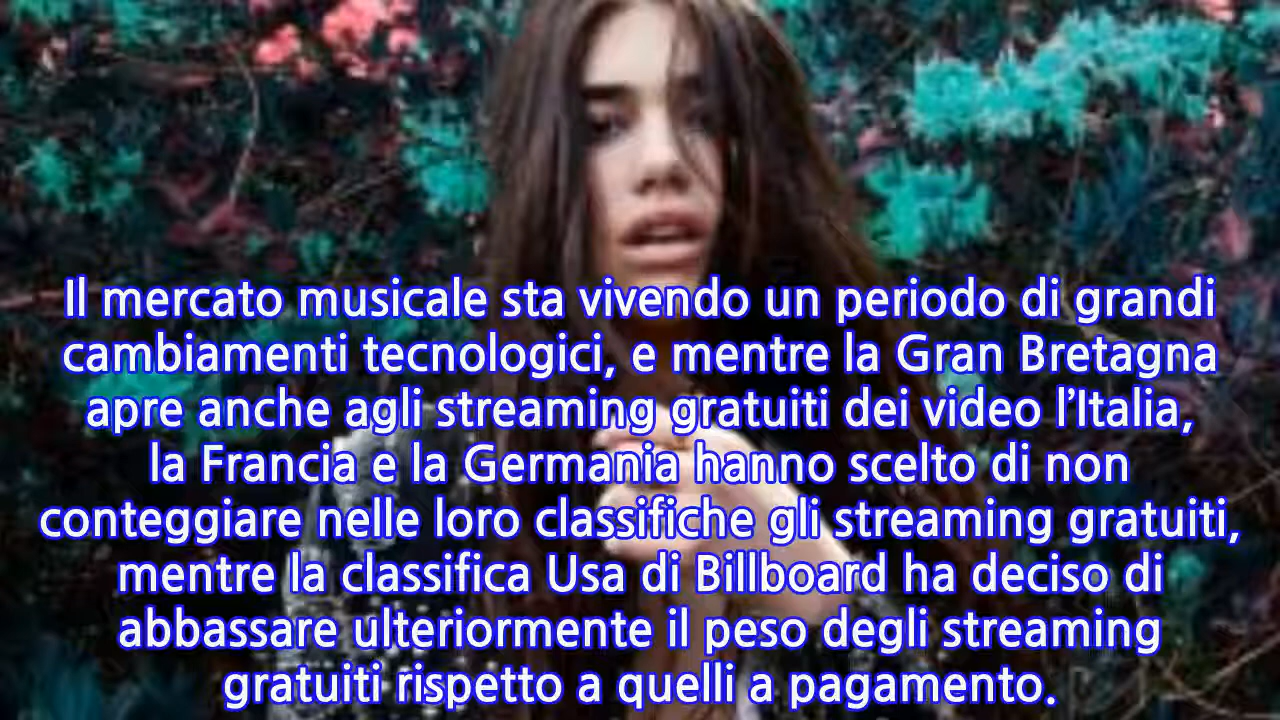 Il mercato musicale sta vivendo un periodo di grandi
cambiamenti tecnologici, e mentre la Gran Bretagna
apre anche agli streaming gratuiti dei video l’Italia,
la Francia e la Germania hanno scelto di non
conteggiare nelle loro classifiche gli streaming gratuiti,
mentre la classifica Usa di Billboard ha deciso di
abbassare ulteriormente il peso degli streaming
gratuiti rispetto a quelli a pagamento.